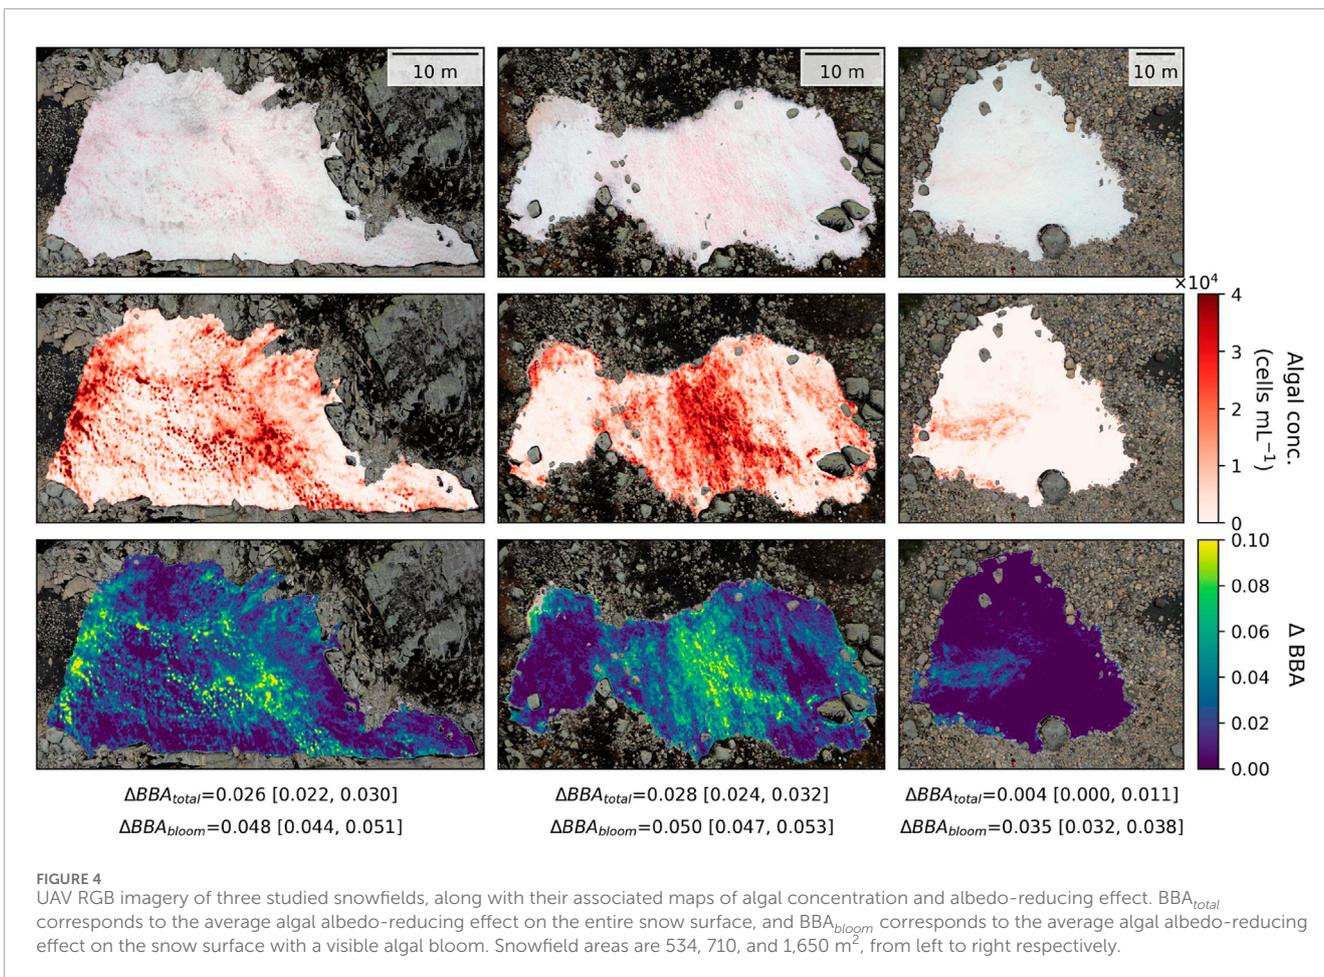 10 m
10 m
10 m
×10⁴
4
3
2
1
0
Algal conc.
(cells mL⁻¹)
0.10
0.08
0.06
0.04
0.02
0.00
Δ BBA
ΔBBA_total=0.026 [0.022, 0.030]
ΔBBA_bloom=0.048 [0.044, 0.051]
ΔBBA_total=0.028 [0.024, 0.032]
ΔBBA_bloom=0.050 [0.047, 0.053]
ΔBBA_total=0.004 [0.000, 0.011]
ΔBBA_bloom=0.035 [0.032, 0.038]
FIGURE 4
UAV RGB imagery of three studied snowfields, along with their associated maps of algal concentration and albedo-reducing effect. BBA_total
corresponds to the average algal albedo-reducing effect on the entire snow surface, and BBA_bloom corresponds to the average algal albedo-reducing
effect on the snow surface with a visible algal bloom. Snowfield areas are 534, 710, and 1,650 m², from left to right respectively.